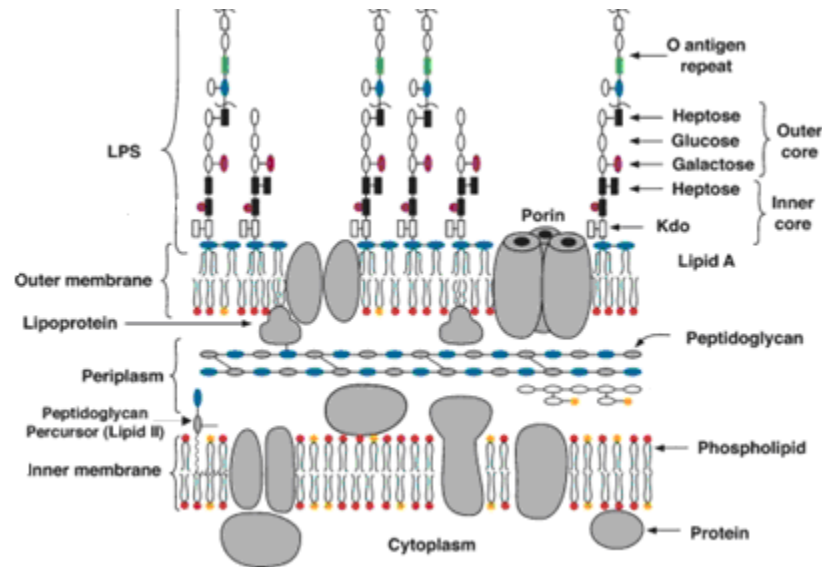 O antigen
repeat
Heptose
Glucose
Galactose
Outer
core
LPS
Heptose
Inner
core
Porin
Kdo
Lipid A
Outer membrane
Lipoprotein
Peptidoglycan
Periplasm
Peptidoglycan
Percursor (Lipid II)
Phospholipid
Inner membrane
Protein
Cytoplasm